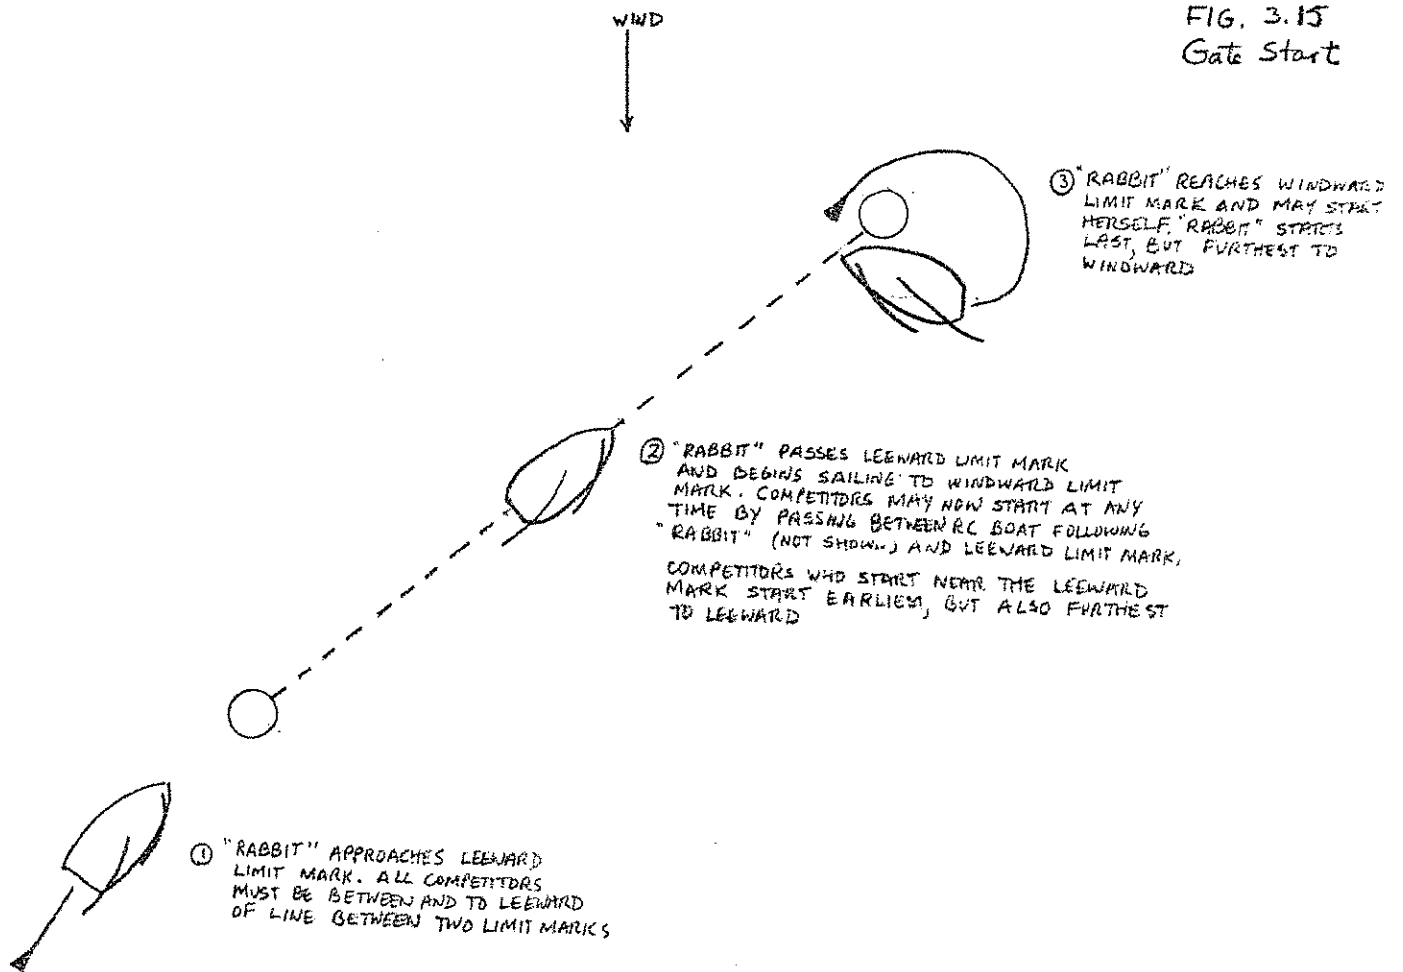 WIND
FIG. 3.15
Gate Start
③ "RABBIT" REACHES WINDWARD
LIMIT MARK AND MAY START
HERSELF. "RABBIT" STARTS
LAST, BUT FURTHEST TO
WINDWARD
② "RABBIT" PASSES LEEWARD LIMIT MARK
AND BEGINS SAILING TO WINDWARD LIMIT
MARK. COMPETITORS MAY NOW START AT ANY
TIME BY PASSING BETWEEN RC BOAT FOLLOWING
"RABBIT" (NOT SHOWN) AND LEEWARD LIMIT MARK.
COMPETITORS WHO START NEAR THE LEEWARD
MARK START EARLIEST, BUT ALSO FURTHEST
TO LEEWARD
① "RABBIT" APPROACHES LEEWARD
LIMIT MARK. ALL COMPETITORS
MUST BE BETWEEN AND TO LEEWARD
OF LINE BETWEEN TWO LIMIT MARKS